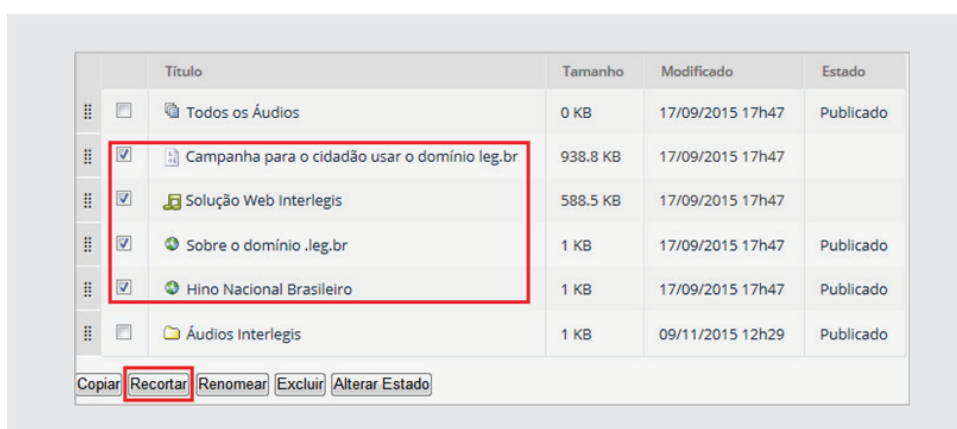 Título Tamanho Modificado Estado
Todos os Áudios 0 KB 17/09/2015 17h47 Publicado
Campanha para o cidadão usar o domínio leg.br 938.8 KB 17/09/2015 17h47
Solução Web Interlegis 588.5 KB 17/09/2015 17h47
Sobre o domínio .leg.br 1 KB 17/09/2015 17h47 Publicado
Hino Nacional Brasileiro 1 KB 17/09/2015 17h47 Publicado
Áudios Interlegis 1 KB 09/11/2015 12h29 Publicado
Copiar Recortar Renomear Excluir Alterar Estado